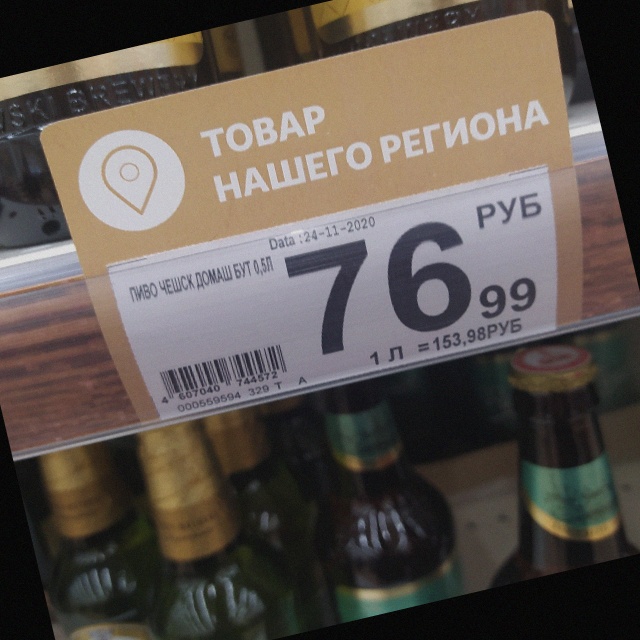 ТОВАР
НАШЕГО РЕГИОНА
Data :24-11-2020
ПИВО ЧЕШСК ДОМАШ БУТ 0,5Л
76 99 РУБ
1 Л =153,98РУБ
4 607040 744572
000559594 329 Т А